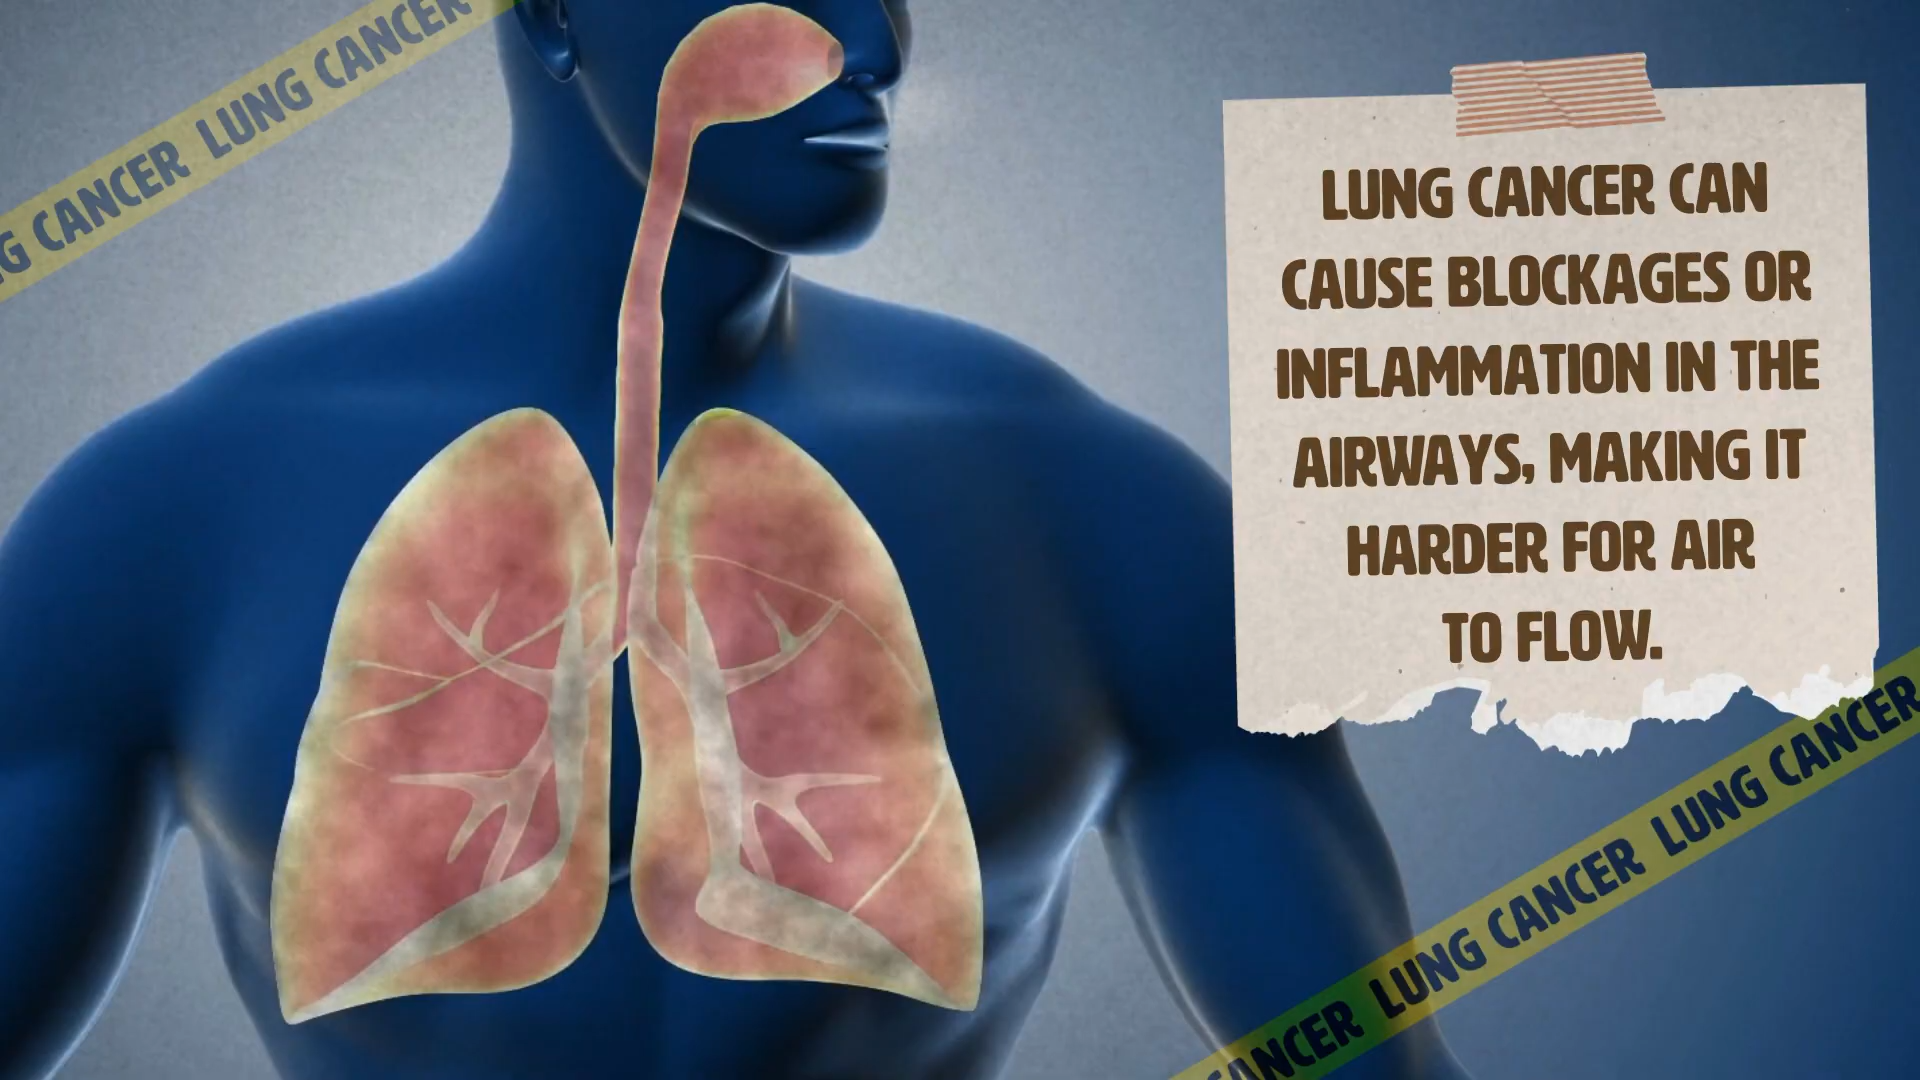 G CANCER LUNG CANCER
LUNG CANCER CAN
CAUSE BLOCKAGES OR
INFLAMMATION IN THE
AIRWAYS, MAKING IT
HARDER FOR AIR
TO FLOW.
CANCER LUNG CANCER LUNG CANCER